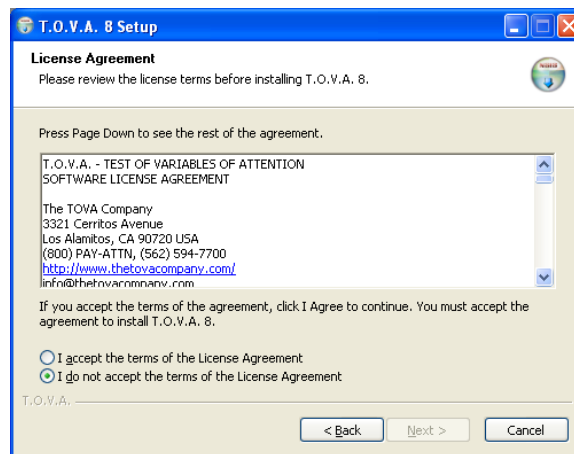 T.O.V.A. 8 Setup
License Agreement
Please review the license terms before installing T.O.V.A. 8.
Press Page Down to see the rest of the agreement.
T.O.V.A. - TEST OF VARIABLES OF ATTENTION
SOFTWARE LICENSE AGREEMENT
The TOVA Company
3321 Cerritos Avenue
Los Alamitos, CA 90720 USA
(800) PAY-ATTN, (562) 594-7700
http://www.thetovacompany.com/
info@thetovacompany.com
If you accept the terms of the agreement, click I Agree to continue. You must accept the
agreement to install T.O.V.A. 8.
I accept the terms of the License Agreement
I do not accept the terms of the License Agreement
T.O.V.A.
< Back Next > Cancel